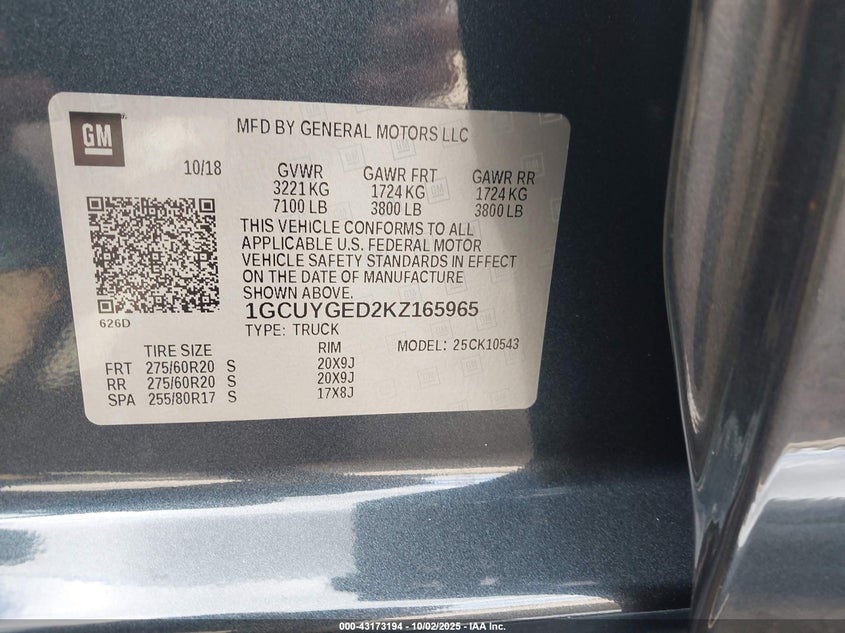 GM
MFD BY GENERAL MOTORS LLC
10/18 GVWR GAWR FRT GAWR RR
3221 KG 1724 KG 1724 KG
7100 LB 3800 LB 3800 LB
THIS VEHICLE CONFORMS TO ALL
APPLICABLE U.S. FEDERAL MOTOR
VEHICLE SAFETY STANDARDS IN EFFECT
ON THE DATE OF MANUFACTURE
SHOWN ABOVE.
626D
1GCUYGED2KZ165965
TYPE: TRUCK
TIRE SIZE RIM MODEL: 25CK10543
FRT 275/60R20 S 20X9J
RR 275/60R20 S 20X9J
SPA 255/80R17 S 17X8J
000-43173194 - 10/02/2025 - IAA Inc.